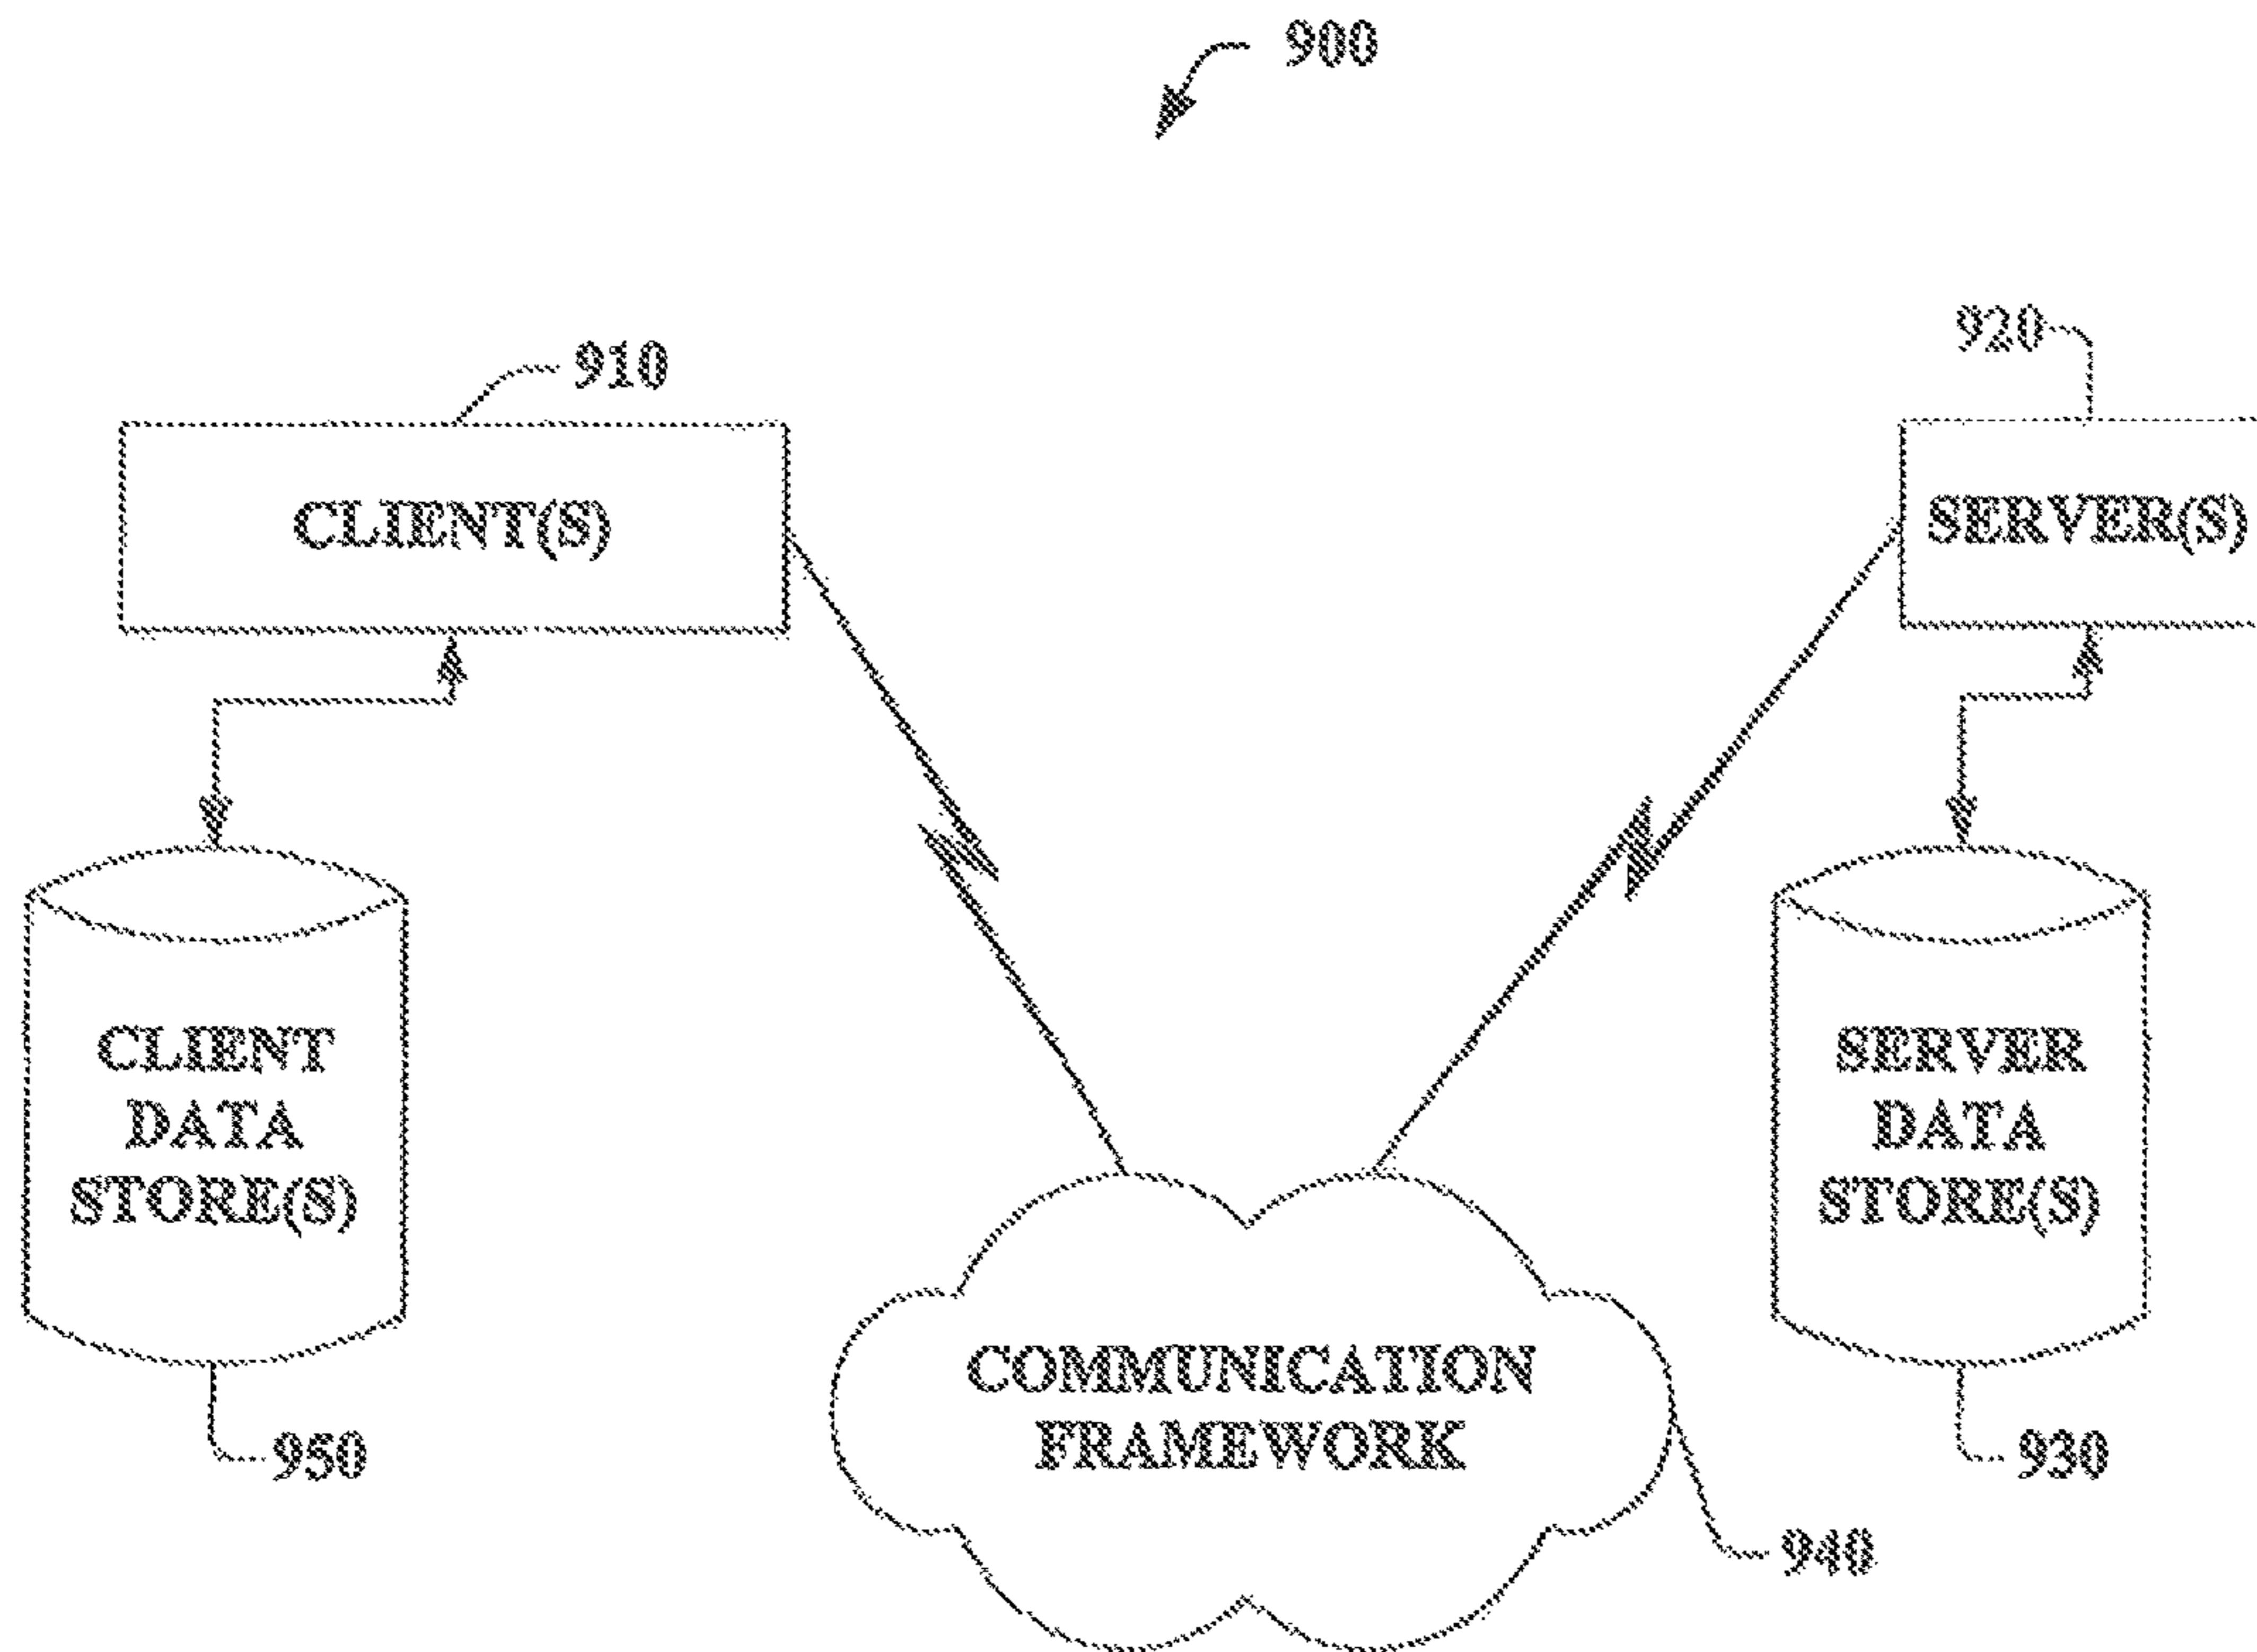 900
910
920
CLIENT(S)
SERVER(S)
CLIENT
DATA
STORE(S)
SERVER
DATA
STORE(S)
COMMUNICATION
FRAMEWORK
950
930
940